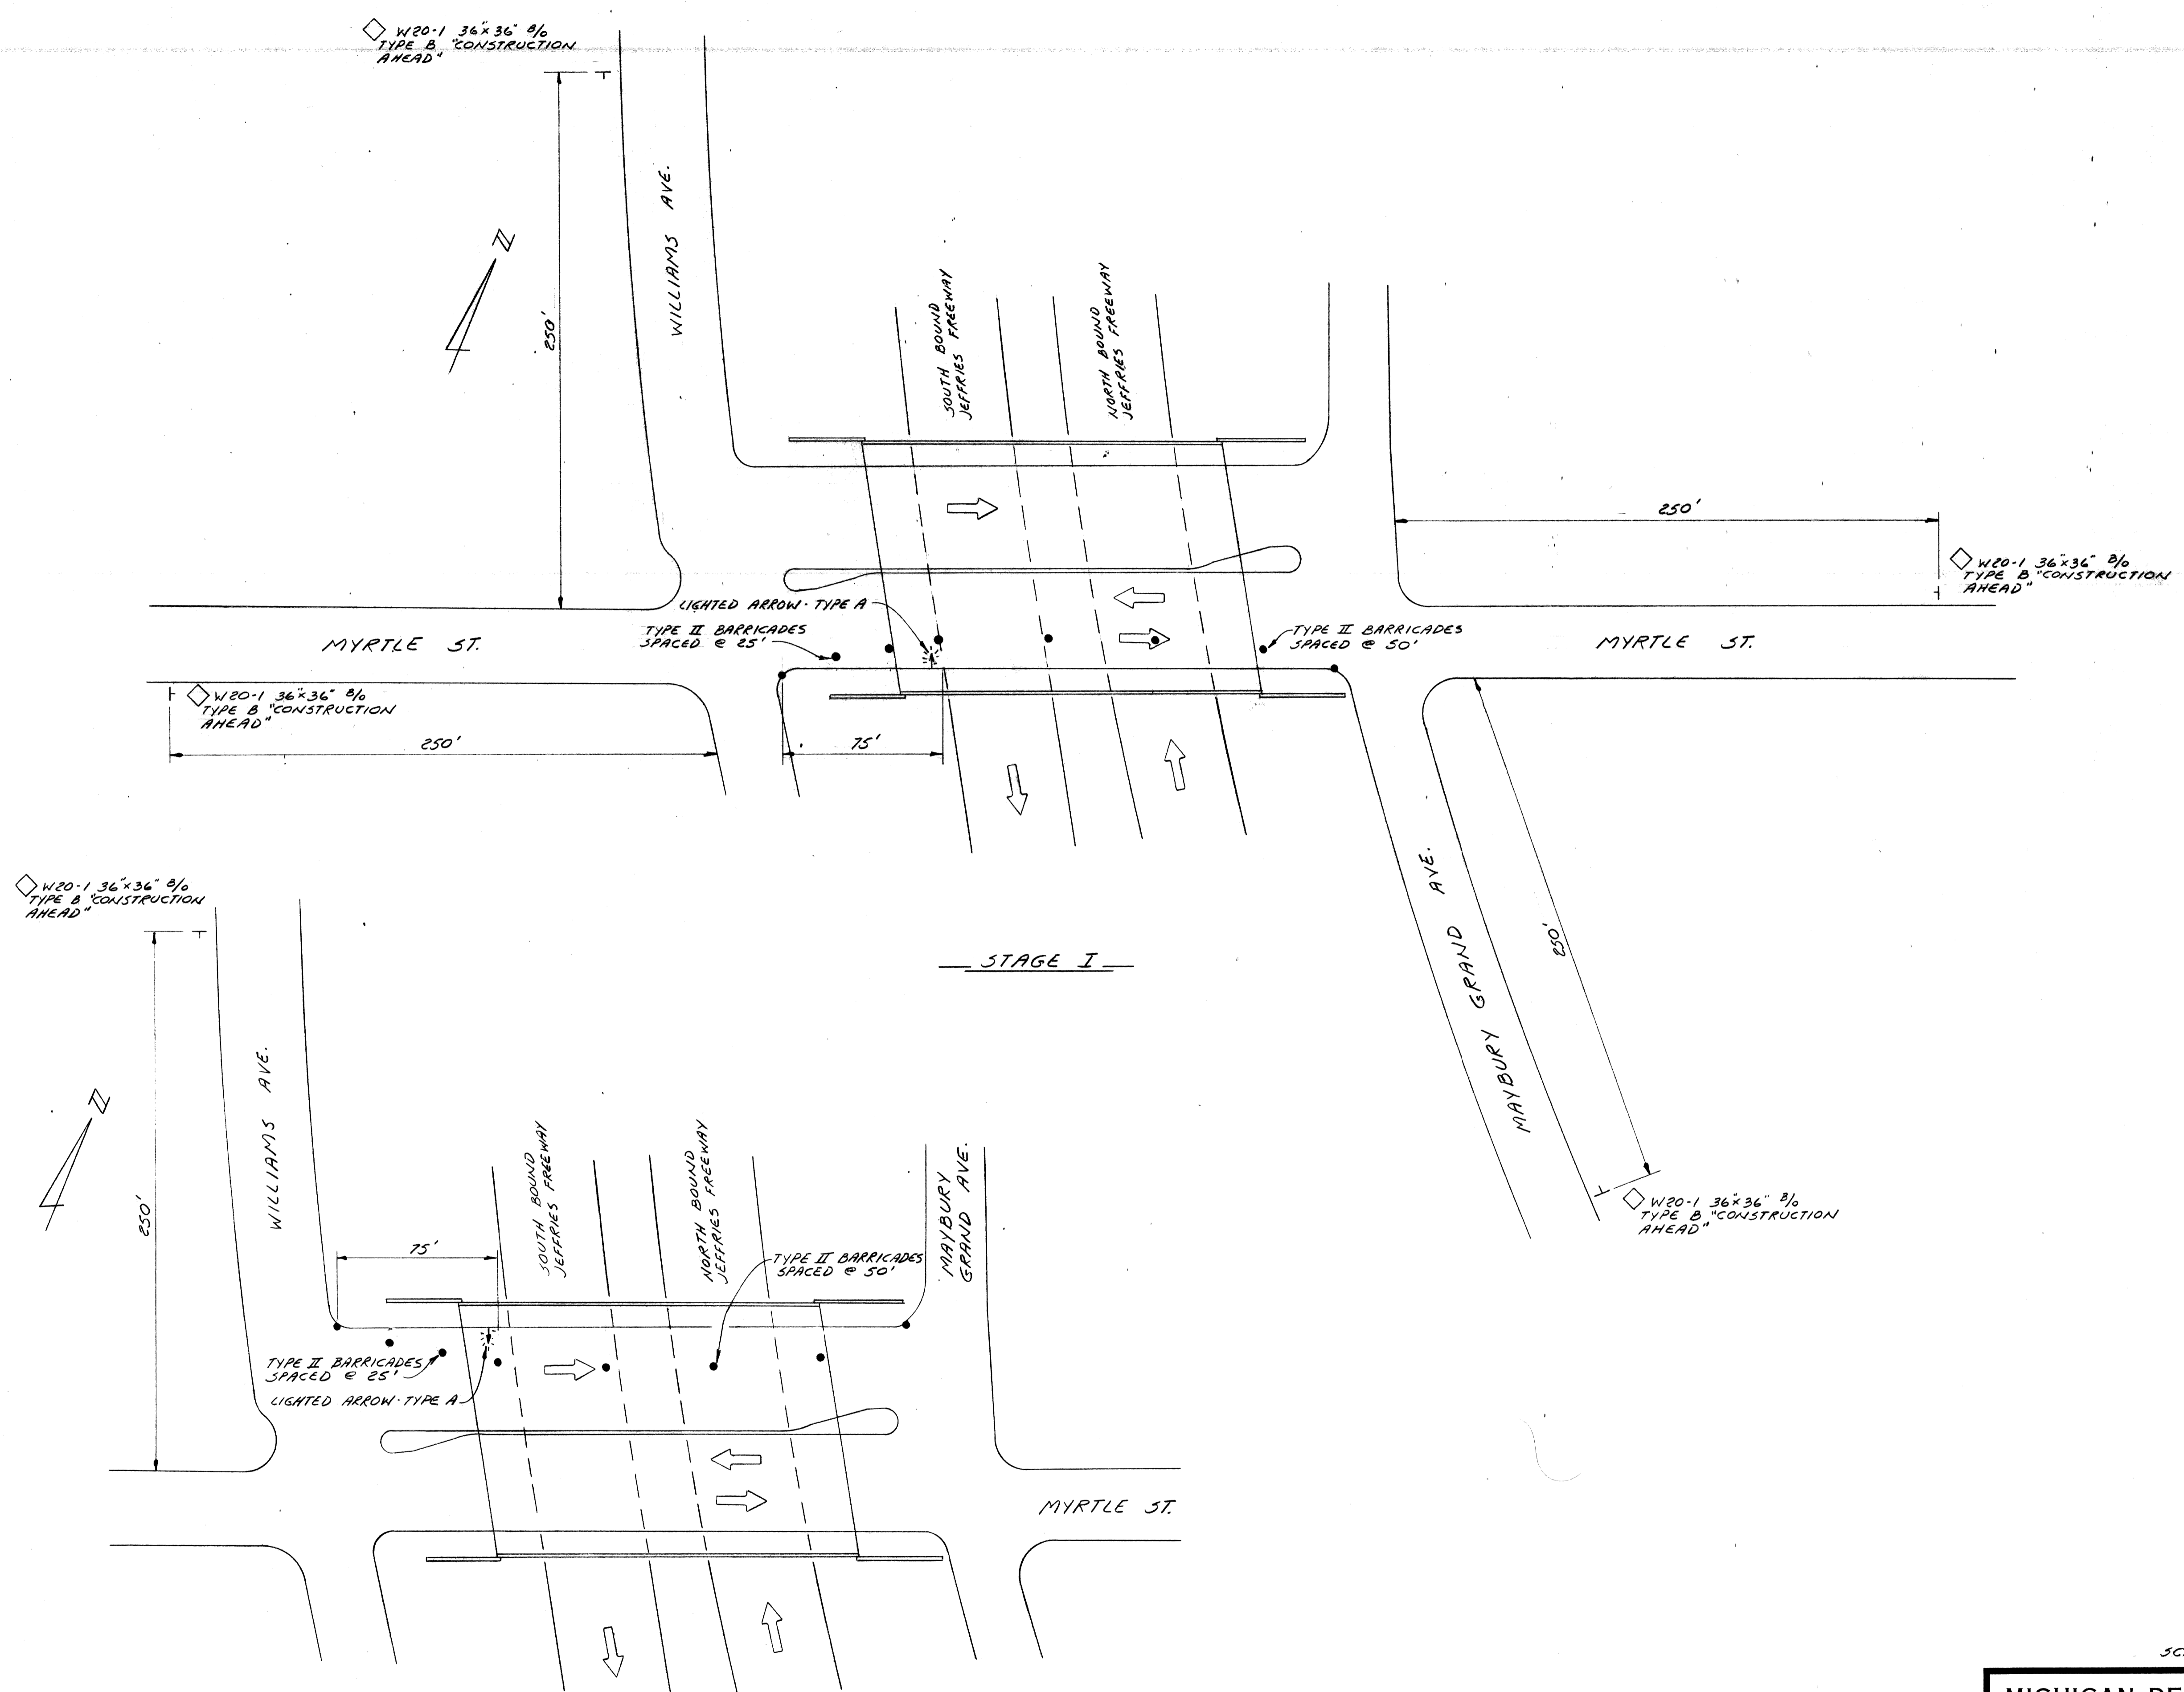 W20-1 36"x36" B/O
TYPE B "CONSTRUCTION
AHEAD"
250'
WILLIAMS AVE.
N
SOUTH BOUND
JEFFRIES FREEWAY
NORTH BOUND
JEFFRIES FREEWAY
250'
W20-1 36"x36" B/O
TYPE B "CONSTRUCTION
AHEAD"
LIGHTED ARROW-TYPE A
TYPE II BARRICADES
SPACED @ 25'
TYPE II BARRICADES
SPACED @ 50'
MYRTLE ST.
MYRTLE ST.
W20-1 36"x36" B/O
TYPE B "CONSTRUCTION
AHEAD"
250'
75'
MAYBURY GRAND AVE.
250'
W20-1 36"x36" B/O
TYPE B "CONSTRUCTION
AHEAD"
STAGE I
W20-1 36"x36" B/O
TYPE B "CONSTRUCTION
AHEAD"
250'
WILLIAMS AVE.
N
75'
SOUTH BOUND
JEFFRIES FREEWAY
NORTH BOUND
JEFFRIES FREEWAY
MAYBURY
GRAND AVE.
TYPE II BARRICADES
SPACED @ 50'
TYPE II BARRICADES
SPACED @ 25'
LIGHTED ARROW-TYPE A
MYRTLE ST.